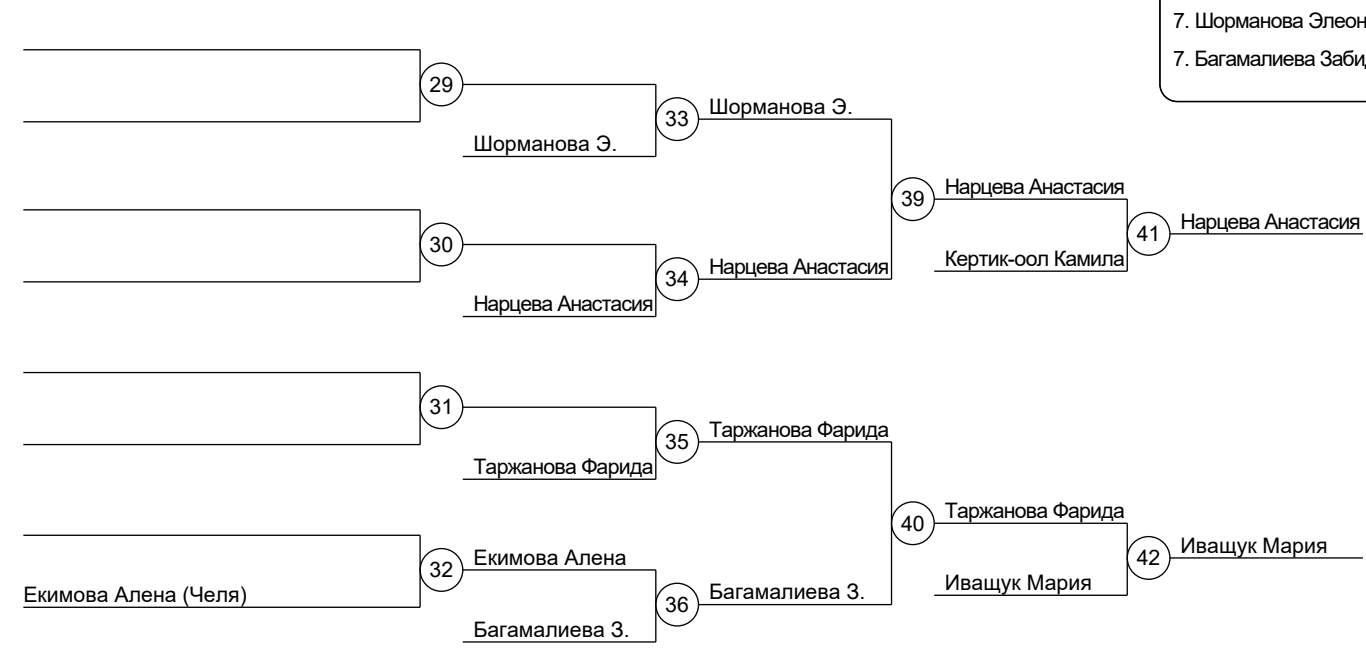 7. Шорманова Элеон
7. Багамалиева Забид
29
33
Шорманова Э.
Шорманова Э.
39
Нарцева Анастасия
41
Нарцева Анастасия
30
34
Нарцева Анастасия
Кертик-оол Камила
Нарцева Анастасия
31
35
Таржанова Фарида
Таржанова Фарида
40
Таржанова Фарида
42
Иващук Мария
32
Екимова Алена
36
Багамалиева З.
Иващук Мария
Екимова Алена (Челя)
Багамалиева З.